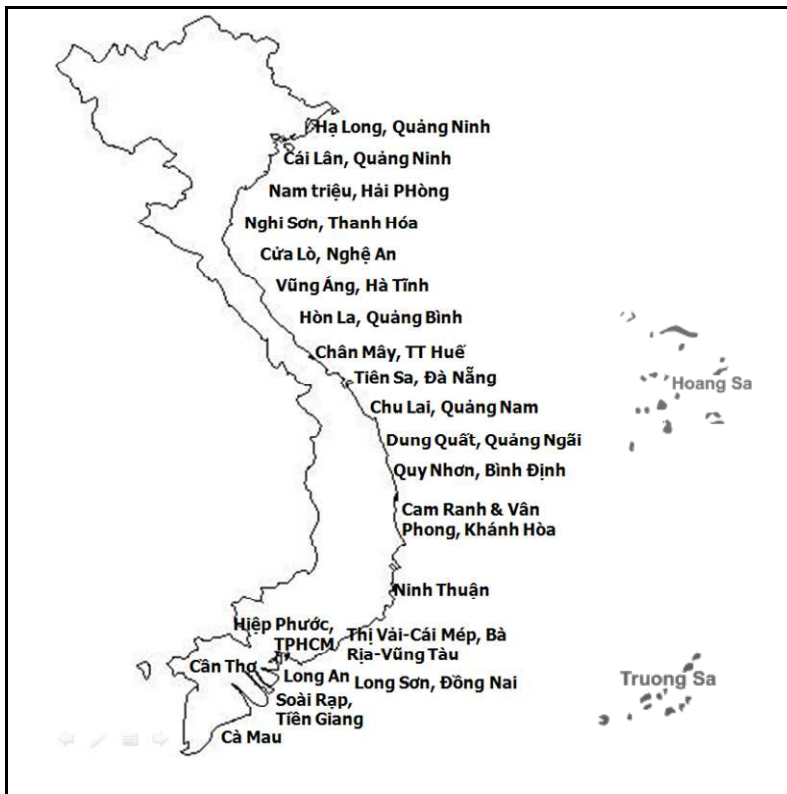 Hạ Long, Quảng Ninh
Cái Lân, Quảng Ninh
Nam triệu, Hải PHòng
Nghi Sơn, Thanh Hóa
Cửa Lò, Nghệ An
Vũng Áng, Hà Tĩnh
Hòn La, Quảng Bình
Chân Mây, TT Huế
Tiên Sa, Đà Nẵng
Hoang Sa
Chu Lai, Quảng Nam
Dung Quất, Quảng Ngãi
Quy Nhơn, Bình Định
Cam Ranh & Vân
Phong, Khánh Hòa
Ninh Thuận
Hiệp Phước,
TPHCM
Thị Vải-Cái Mép, Bà
Rịa-Vũng Tàu
Cần Thơ
Long An
Long Sơn, Đồng Nai
Truong Sa
Soài Rạp,
Tiền Giang
Cà Mau